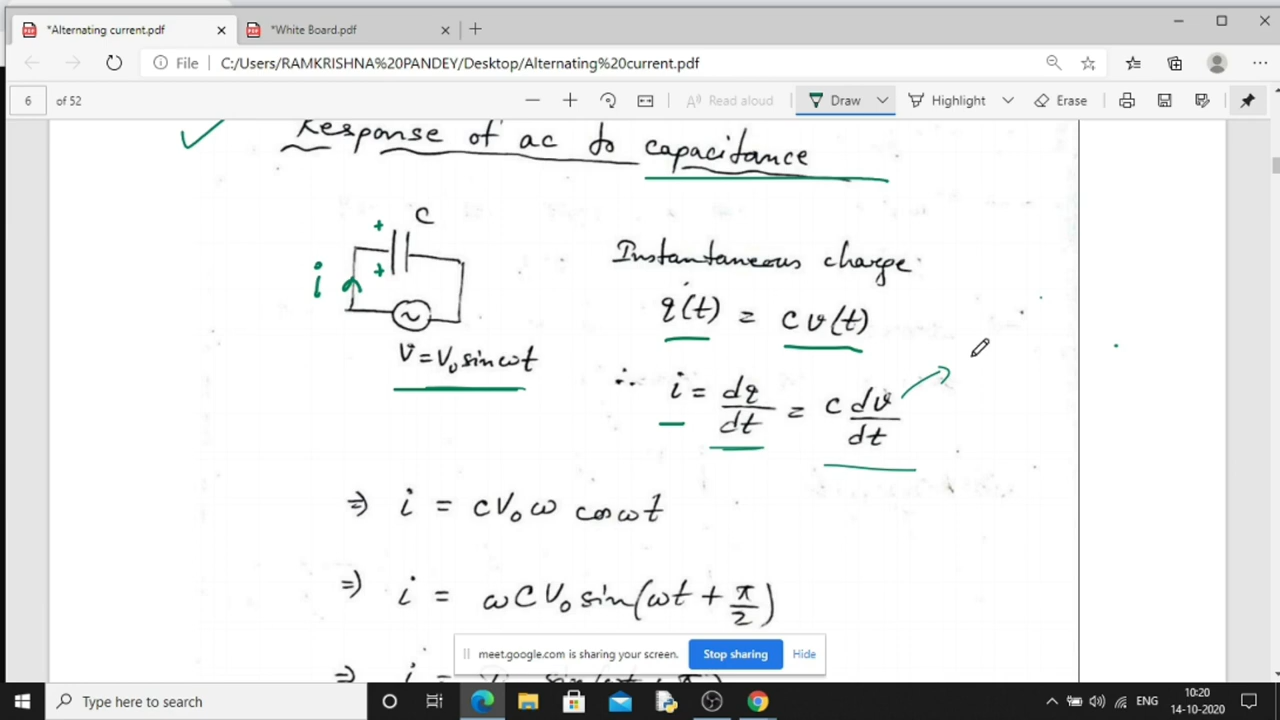 *Alternating current.pdf
*White Board.pdf
File | C:/Users/RAMKRISHNA%20PANDEY/Desktop/Alternating%20current.pdf
6 of 52
Read aloud
Draw
Highlight
Erase
Response of ac to capacitance
C
i
V = V₀ sin ωt
Instantaneous charge
q(t) = c v(t)
∴ i = dq/dt = c dv/dt
⇒ i = cV₀ω cos ωt
⇒ i = ωCV₀ sin(ωt + π/2)
meet.google.com is sharing your screen.
Stop sharing
Hide
Type here to search
ENG
10:20
14-10-2020